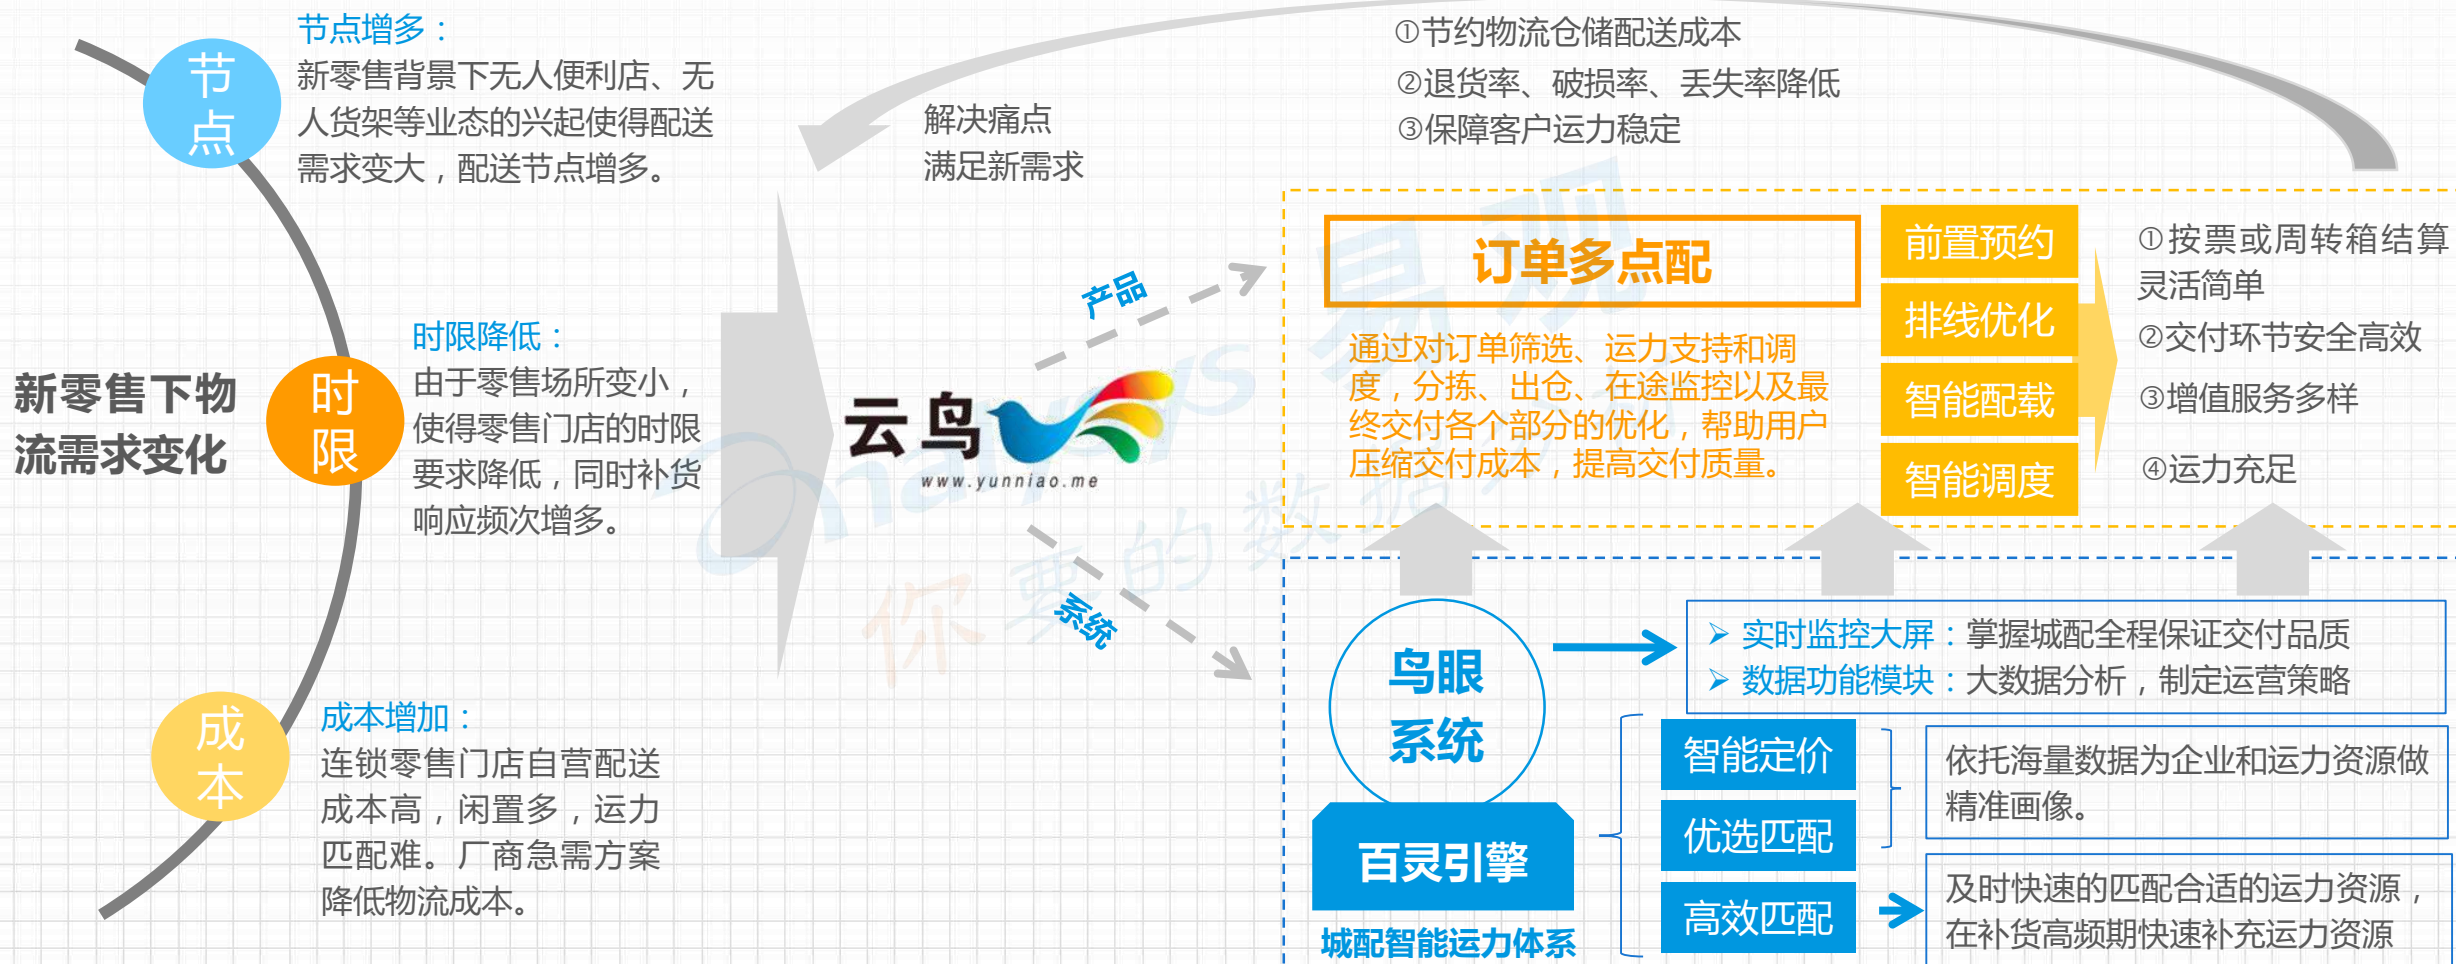 新零售下物
流需求变化
节
点
节点增多：
新零售背景下无人便利店、无
人货架等业态的兴起使得配送
需求变大，配送节点增多。
时
限
时限降低：
由于零售场所变小，
使得零售门店的时限
要求降低，同时补货
响应频次增多。
成
本
成本增加：
连锁零售门店自营配送
成本高，闲置多，运力
匹配难。厂商急需方案
降低物流成本。
解决痛点
满足新需求
①节约物流仓储配送成本
②退货率、破损率、丢失率降低
③保障客户运力稳定
云鸟
www.yunniao.me
产品
系统
订单多点配
通过对订单筛选、运力支持和调
度，分拣、出仓、在途监控以及最
终交付各个部分的优化，帮助用户
压缩交付成本，提高交付质量。
前置预约
排线优化
智能配载
智能调度
①按票或周转箱结算
灵活简单
②交付环节安全高效
③增值服务多样
④运力充足
鸟眼
系统
➢ 实时监控大屏：掌握城配全程保证交付品质
➢ 数据功能模块：大数据分析，制定运营策略
百灵引擎
城配智能运力体系
智能定价
优选匹配
高效匹配
依托海量数据为企业和运力资源做
精准画像。
及时快速的匹配合适的运力资源，
在补货高频期快速补充运力资源
analysys 易观
你要的数据